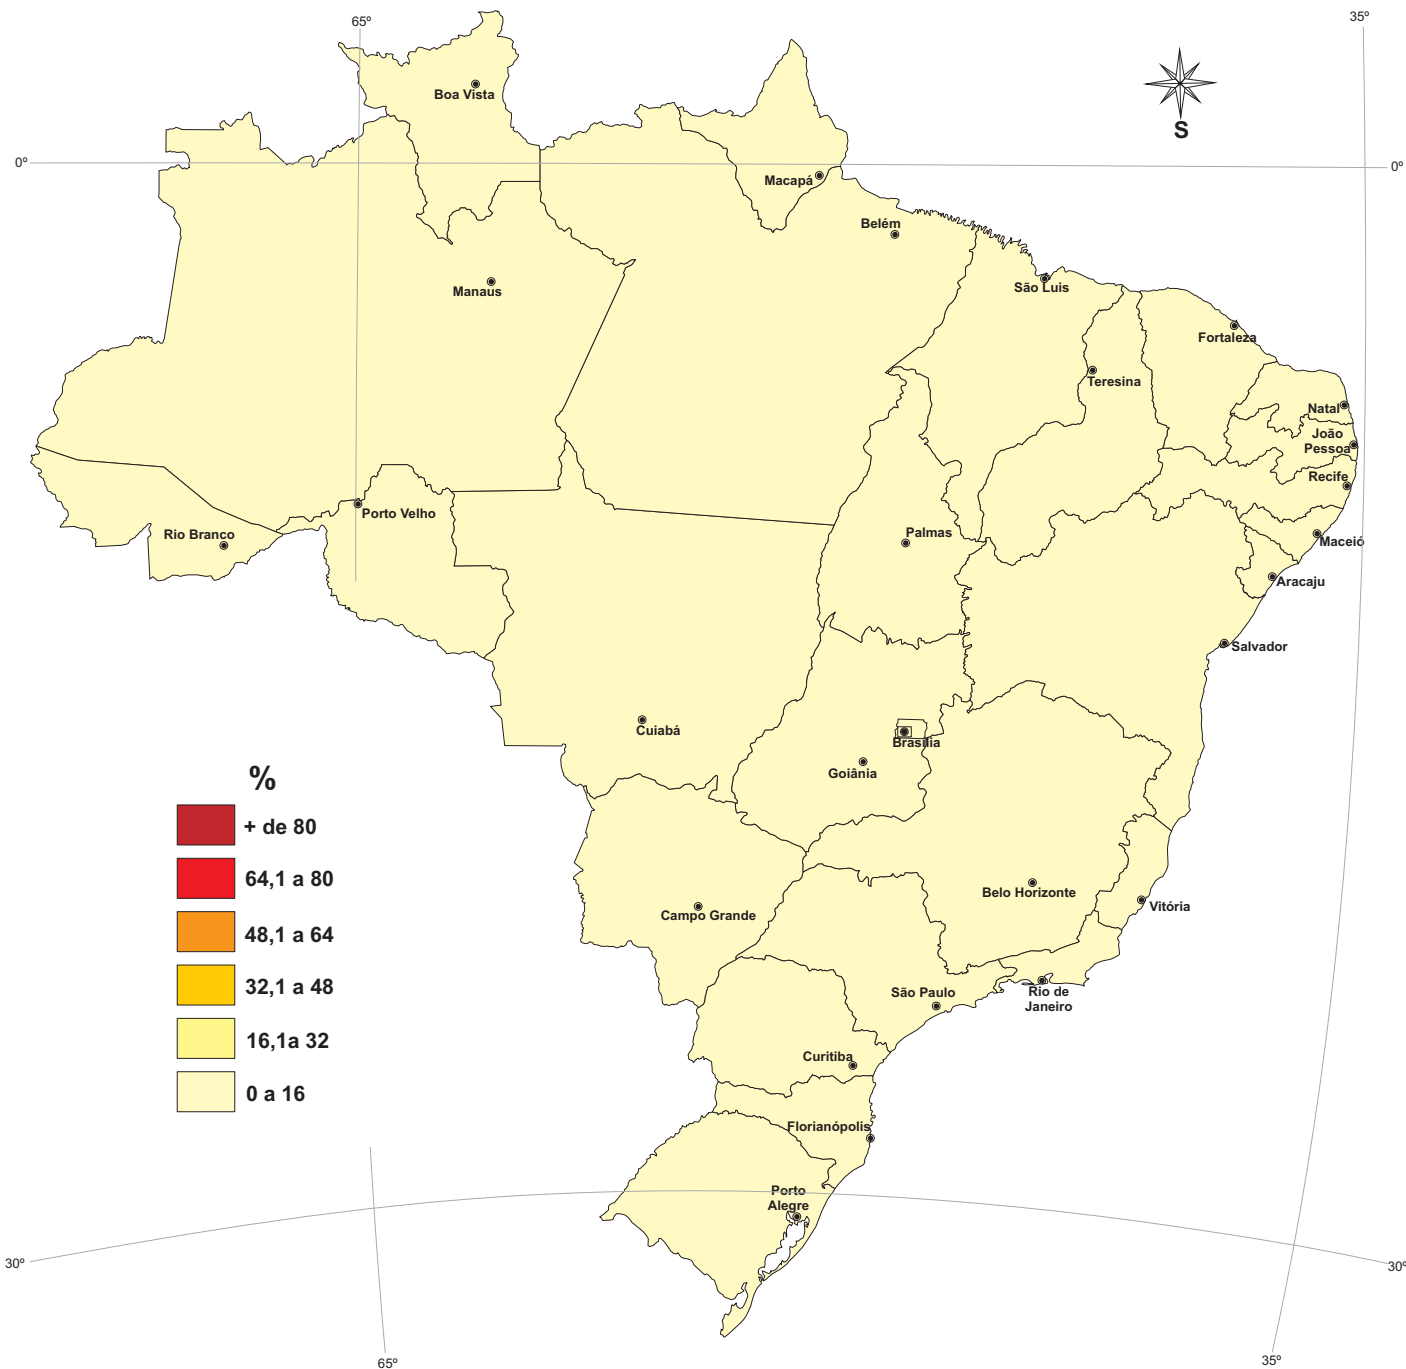 65º
35º
Boa Vista
S
0º
0º
Macapá
Belém
Manaus
São Luis
Fortaleza
Teresina
Natal
João
Pessoa
Recife
Porto Velho
Rio Branco
Palmas
Maceió
Aracaju
Salvador
Cuiabá
Brasília
Goiânia
%
+ de 80
64,1 a 80
48,1 a 64
32,1 a 48
16,1a 32
0 a 16
Belo Horizonte
Vitória
Campo Grande
São Paulo
Rio de
Janeiro
Curitiba
Florianópolis
Porto
Alegre
30º
30º
65º
35º